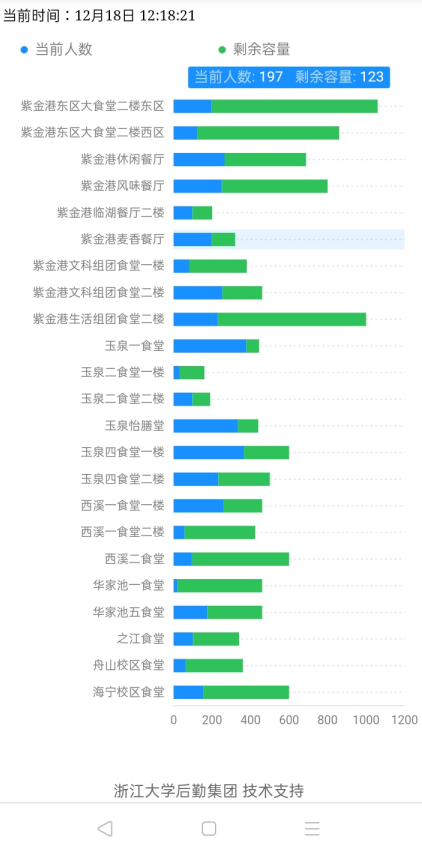 当前时间：12月18日 12:18:21
当前人数 剩余容量
当前人数: 197 剩余容量: 123
紫金港东区大食堂二楼东区
紫金港东区大食堂二楼西区
紫金港休闲餐厅
紫金港风味餐厅
紫金港临湖餐厅二楼
紫金港麦香餐厅
紫金港文科组团食堂一楼
紫金港文科组团食堂二楼
紫金港生活组团食堂二楼
玉泉一食堂
玉泉二食堂一楼
玉泉二食堂二楼
玉泉怡膳堂
玉泉四食堂一楼
玉泉四食堂二楼
西溪一食堂一楼
西溪一食堂二楼
西溪二食堂
华家池一食堂
华家池五食堂
之江食堂
舟山校区食堂
海宁校区食堂
0 200 400 600 800 1000 1200
浙江大学后勤集团 技术支持